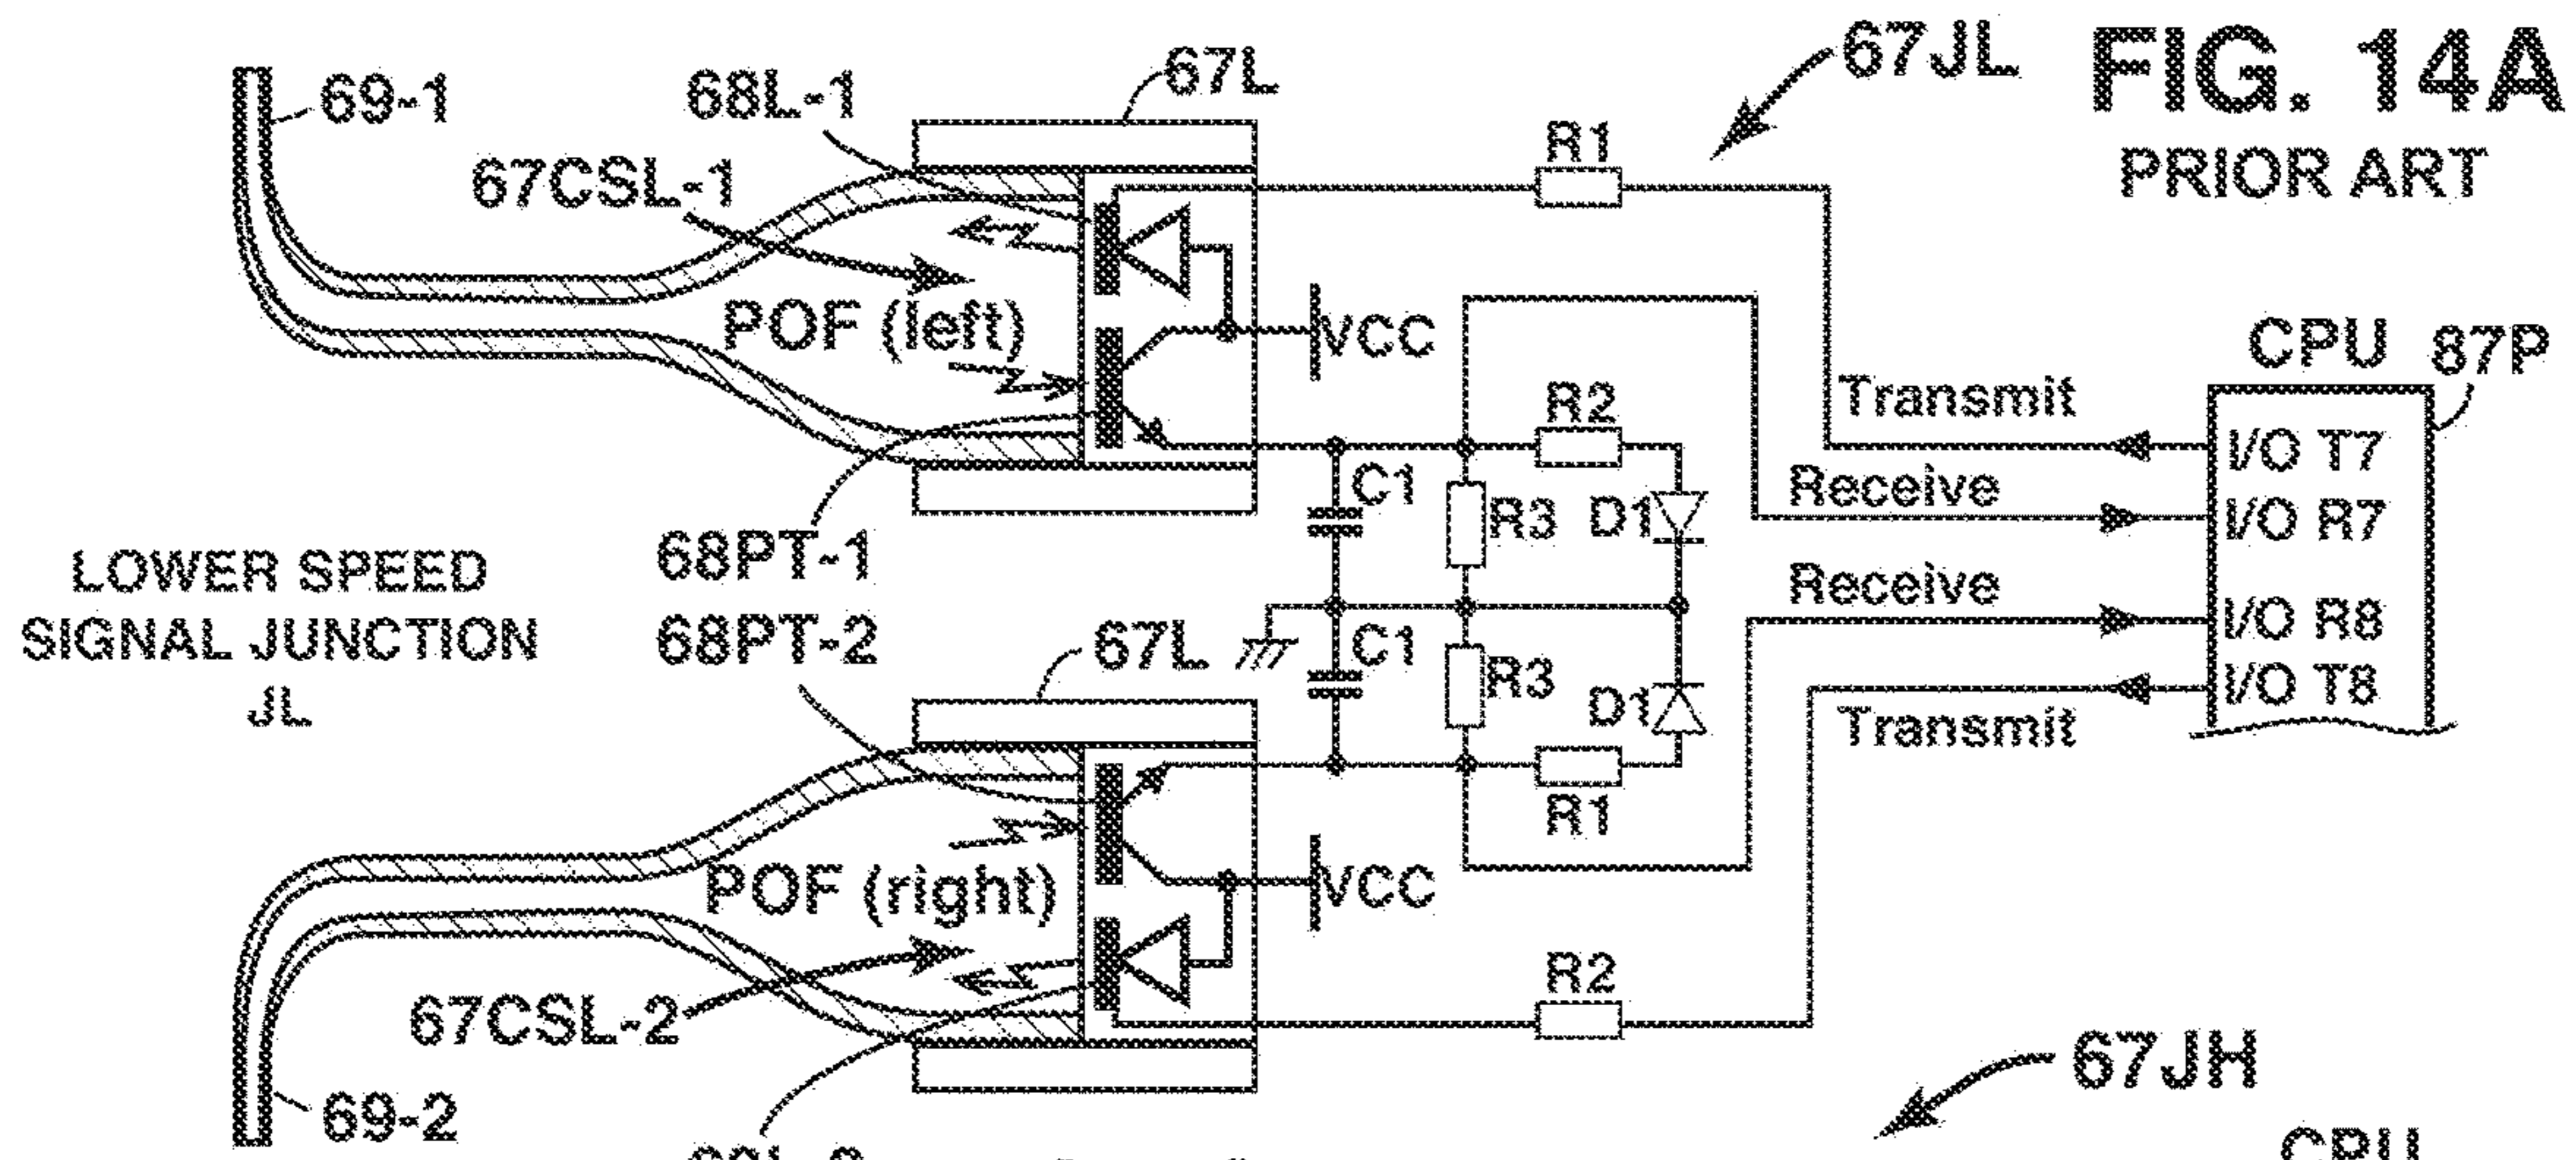 FIG. 14A
PRIOR ART
67JL
67L
68L-1
69-1
67CSL-1
R1
POF (left)
VCC
CPU
87P
Transmit
I/O T7
R2
C1
R3
D1
Receive
I/O R7
68PT-1
LOWER SPEED
SIGNAL JUNCTION
JL
68PT-2
67L
C1
R3
D1
Receive
I/O R8
I/O T8
Transmit
R1
POF (right)
VCC
67CSL-2
R2
69-2
67JH
CPU